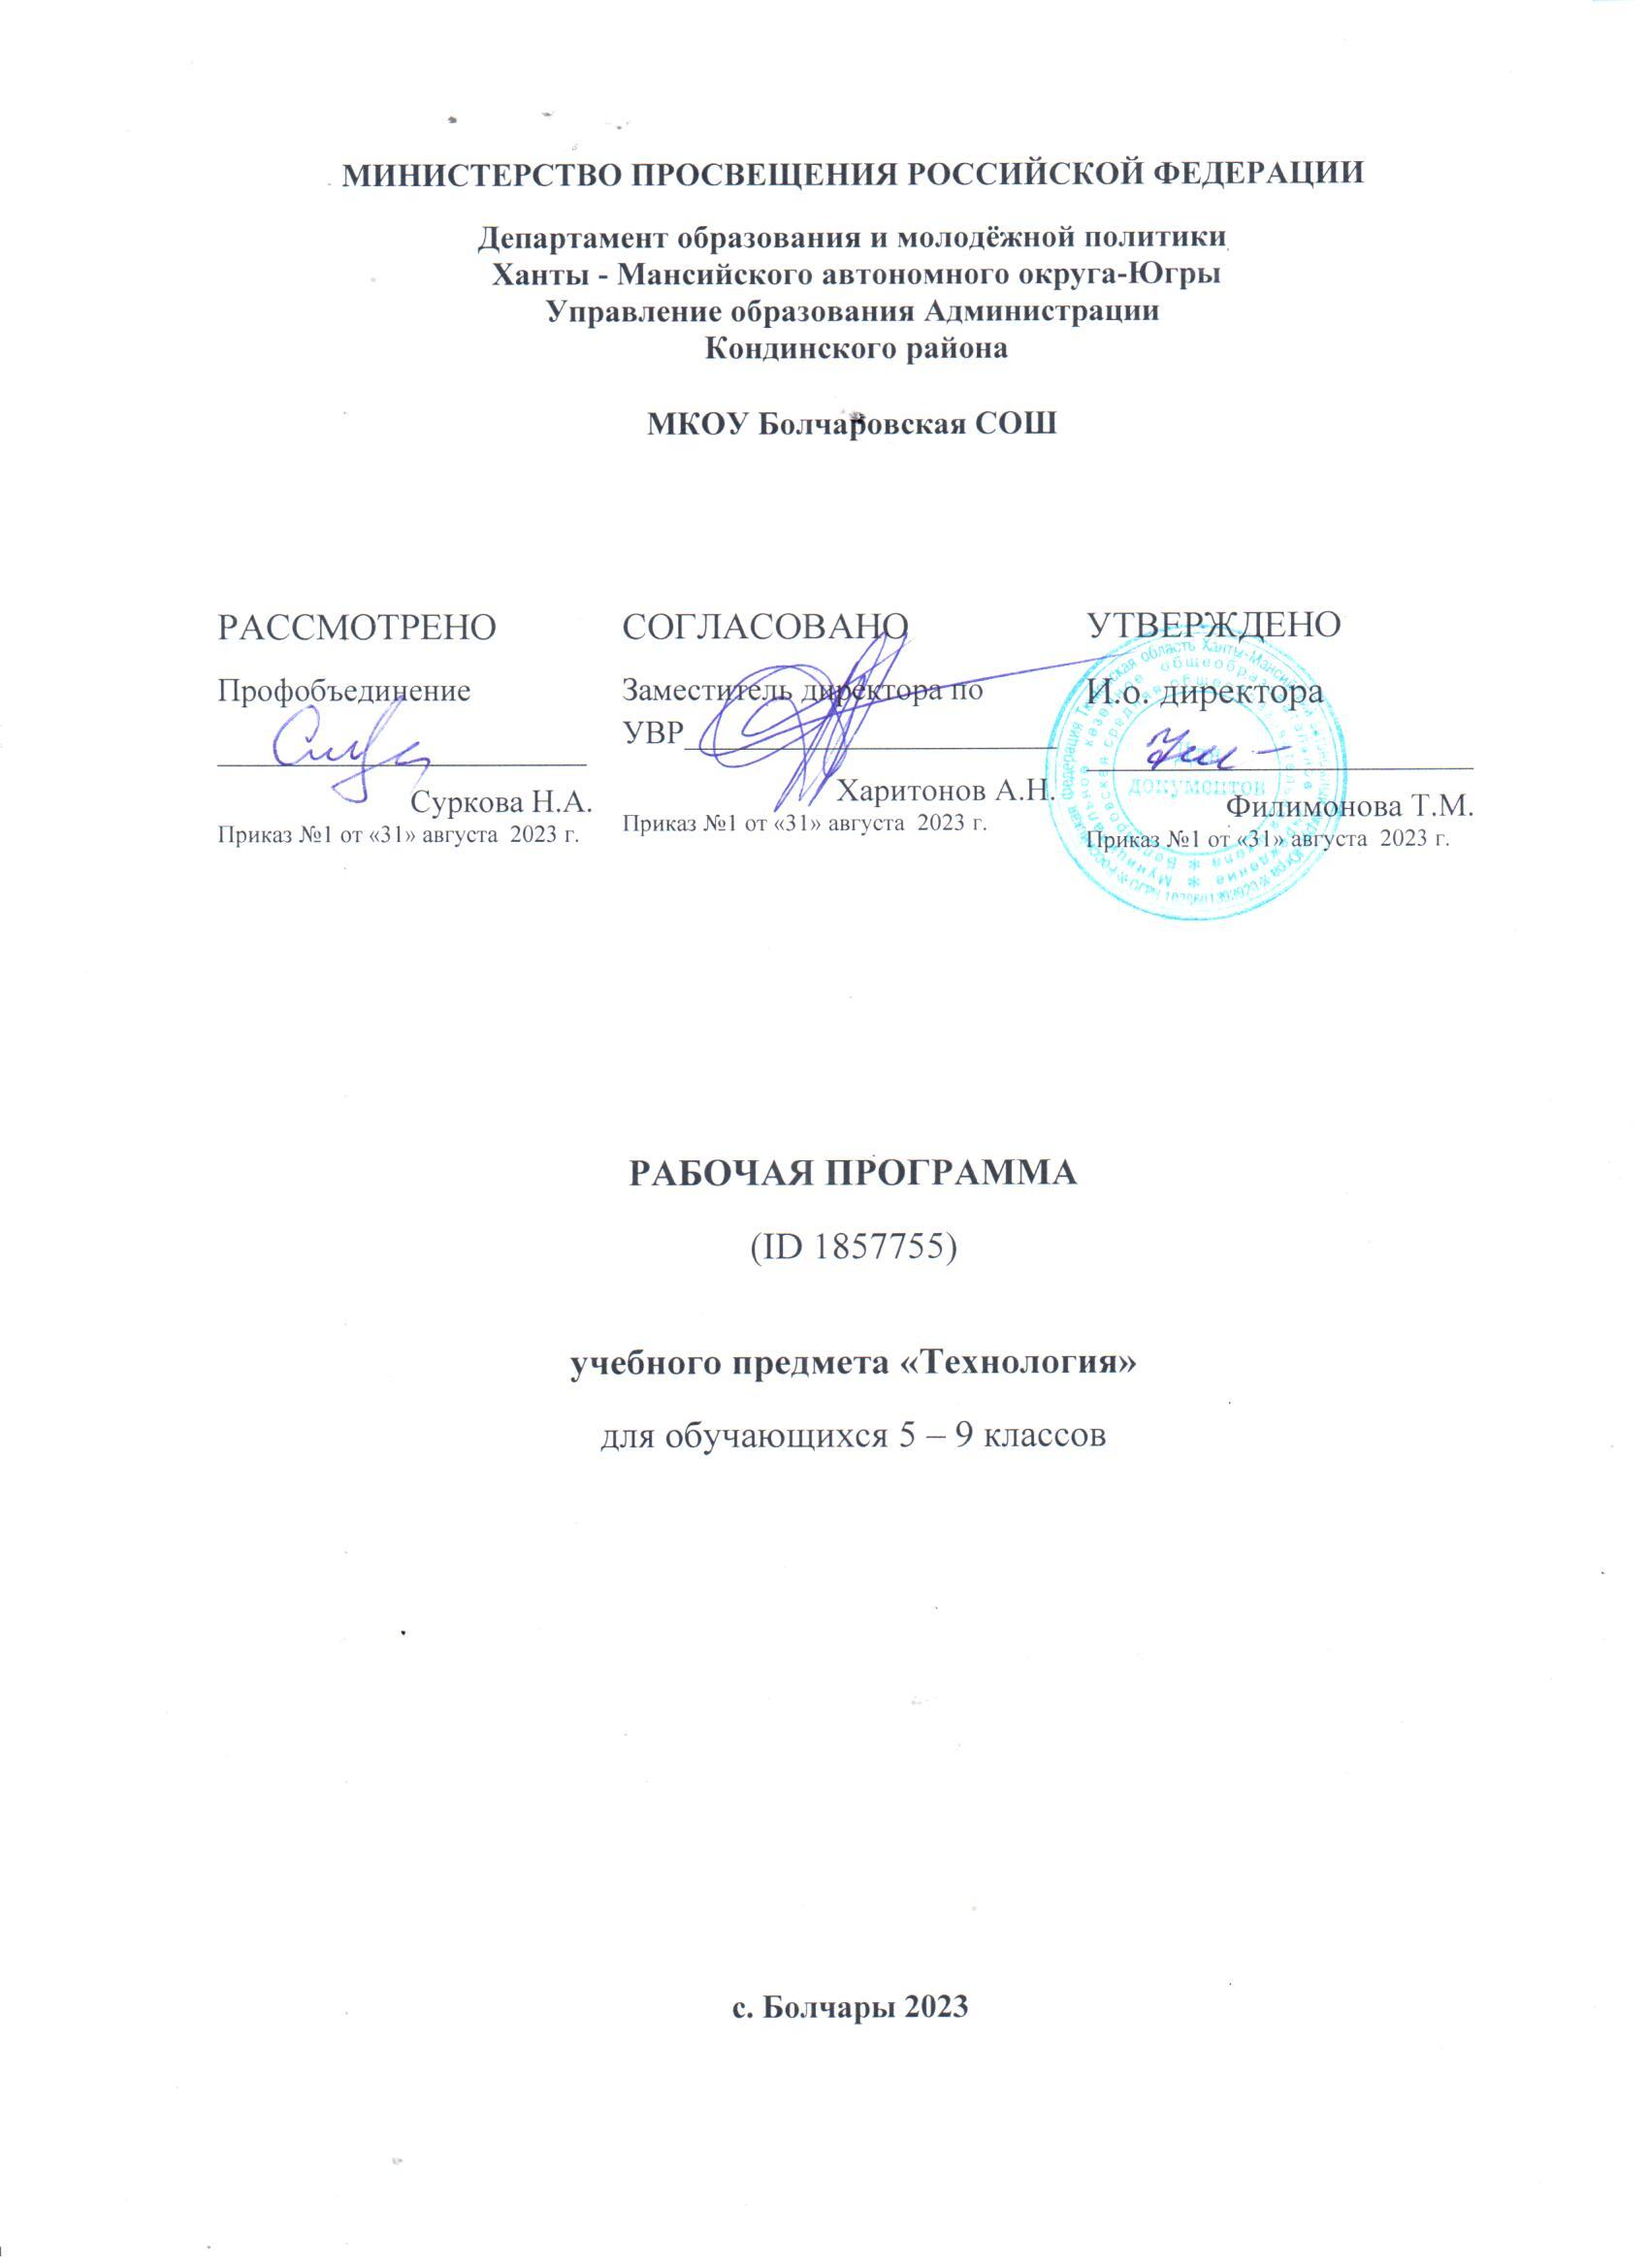 МИНИСТЕРСТВО ПРОСВЕЩЕНИЯ РОССИЙСКОЙ ФЕДЕРАЦИИ
Департамент образования и молодёжной политики
Ханты - Мансийского автономного округа-Югры
Управление образования Администрации
Кондинского района
МКОУ Болчаровская СОШ
РАССМОТРЕНО
Профобъединение
Суркова Н.А.
Приказ №1 от «31» августа 2023 г.
СОГЛАСОВАНО
Заместитель директора по
УВР
Харитонов А.Н.
Приказ №1 от «31» августа 2023 г.
УТВЕРЖДЕНО
И.о. директора
документов
Филимонова Т.М.
Приказ №1 от «31» августа 2023 г.
РАБОЧАЯ ПРОГРАММА
(ID 1857755)
учебного предмета «Технология»
для обучающихся 5 – 9 классов
с. Болчары 2023